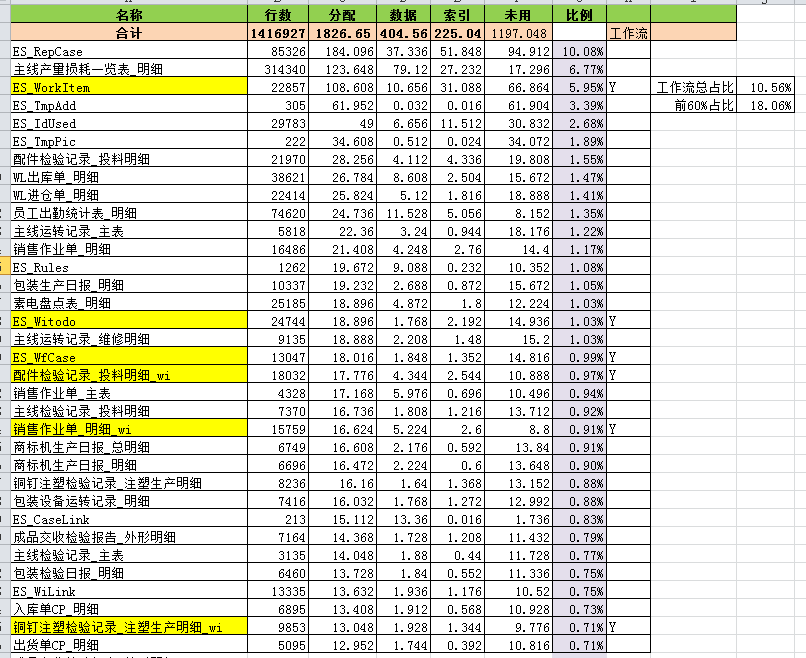 名称 行数 分配 数据 索引 未用 比例
合计 1416927 1826.65 404.56 225.04 1197.048 工作流
ES_RepCase 85326 184.096 37.336 51.848 94.912 10.08%
主线产量损耗一览表_明细 314340 123.648 79.12 27.232 17.296 6.77%
ES_WorkItem 22857 108.608 10.656 31.088 66.864 5.95% Y 工作流总占比 10.56%
ES_TmpAdd 305 61.952 0.032 0.016 61.904 3.39% 前60%占比 18.06%
ES_IdUsed 29783 49 6.656 11.512 30.832 2.68%
ES_TmpPic 222 34.608 0.512 0.024 34.072 1.89%
配件检验记录_投料明细 21970 28.256 4.112 4.336 19.808 1.55%
WL出库单_明细 38621 26.784 8.608 2.504 15.672 1.47%
WL进仓单_明细 22414 25.824 5.12 1.816 18.888 1.41%
员工出勤统计表_明细 74620 24.736 11.528 5.056 8.152 1.35%
主线运转记录_主表 5818 22.36 3.24 0.944 18.176 1.22%
销售作业单_明细 16486 21.408 4.248 2.76 14.4 1.17%
ES_Rules 1262 19.672 9.088 0.232 10.352 1.08%
包装生产日报_明细 10337 19.232 2.688 0.872 15.672 1.05%
素电盘点表_明细 25185 18.896 4.872 1.8 12.224 1.03%
ES_Witodo 24744 18.896 1.768 2.192 14.936 1.03% Y
主线运转记录_维修明细 9135 18.888 2.208 1.48 15.2 1.03%
ES_WfCase 13047 18.016 1.848 1.352 14.816 0.99% Y
配件检验记录_投料明细_wi 18032 17.776 4.344 2.544 10.888 0.97% Y
销售作业单_主表 4328 17.168 5.976 0.696 10.496 0.94%
主线检验记录_投料明细 7370 16.736 1.808 1.216 13.712 0.92%
销售作业单_明细_wi 15759 16.624 5.224 2.6 8.8 0.91% Y
商标机生产日报_总明细 6749 16.608 2.176 0.592 13.84 0.91%
商标机生产日报_明细 6696 16.472 2.224 0.6 13.648 0.90%
铜钉注塑检验记录_注塑生产明细 8236 16.16 1.64 1.368 13.152 0.88%
包装设备运转记录_明细 7416 16.032 1.768 1.272 12.992 0.88%
ES_CaseLink 213 15.112 13.36 0.016 1.736 0.83%
成品交收检验报告_外形明细 7164 14.368 1.728 1.208 11.432 0.79%
主线检验记录_主表 3135 14.048 1.88 0.44 11.728 0.77%
包装检验日报_明细 6460 13.728 1.84 0.552 11.336 0.75%
ES_WiLink 13335 13.632 1.936 1.176 10.52 0.75%
入库单CP_明细 6895 13.408 1.912 0.568 10.928 0.73%
铜钉注塑检验记录_注塑生产明细_wi 9853 13.048 1.928 1.344 9.776 0.71% Y
出货单CP_明细 5095 12.952 1.744 0.392 10.816 0.71%